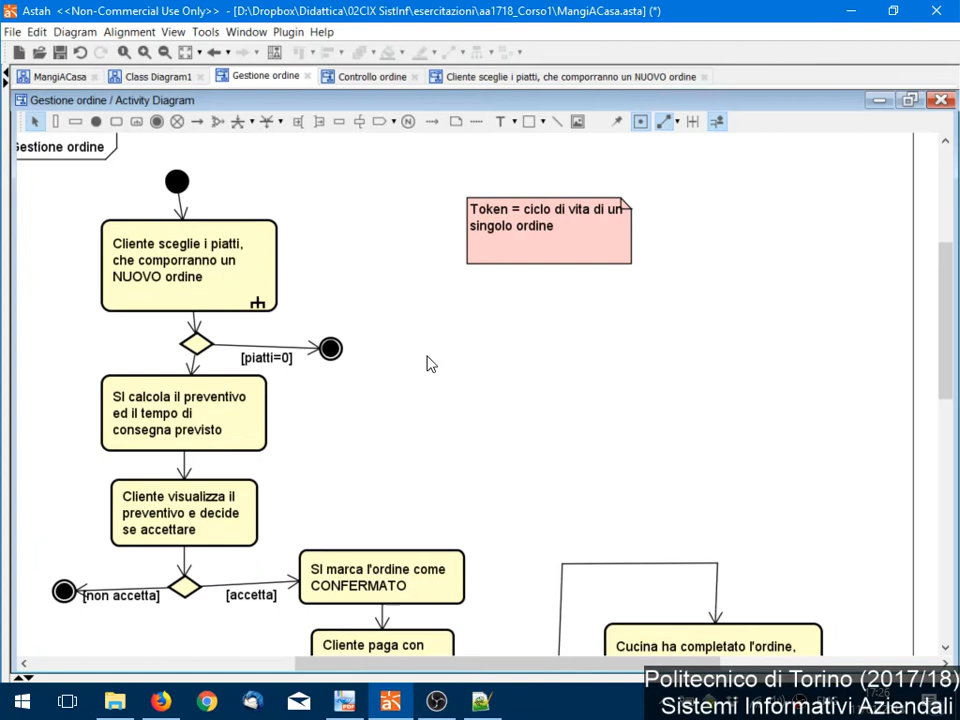 Astah <<Non-Commercial Use Only>> - [D:\Dropbox\Didattica\02CIX SistInf\esercitazioni\aa1718_Corso1\MangiACasa.asta] (*)
File Edit Diagram Alignment View Tools Window Plugin Help
MangiACasa Class Diagram1 Gestione ordine Controllo ordine Cliente sceglie i piatti, che comporranno un NUOVO ordine
Gestione ordine / Activity Diagram
Gestione ordine
Token = ciclo di vita di un
singolo ordine
Cliente sceglie i piatti,
che comporranno un
NUOVO ordine
[piatti=0]
SI calcola il preventivo
ed il tempo di
consegna previsto
Cliente visualizza il
preventivo e decide
se accettare
[non accetta]
[accetta]
SI marca l'ordine come
CONFERMATO
Cliente paga con
Cucina ha completato l'ordine,
Politecnico di Torino (2017/18)
17:26
Sistemi Informativi Aziendali